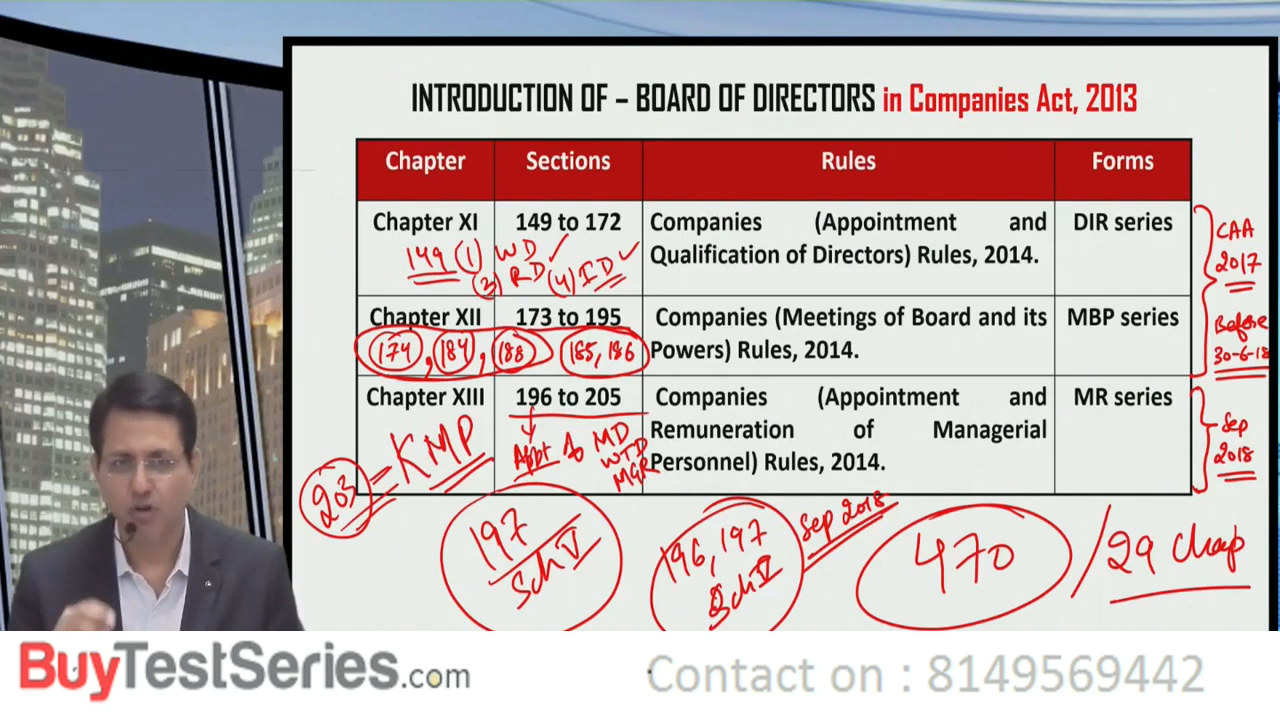 INTRODUCTION OF – BOARD OF DIRECTORS in Companies Act, 2013
Chapter Sections Rules Forms
Chapter XI 149 to 172 Companies (Appointment and DIR series
Qualification of Directors) Rules, 2014.
149 (1) WD ✓
(3) RD (4) ID ✓
Chapter XII 173 to 195 Companies (Meetings of Board and its MBP series
174, 184, 188 185, 186 Powers) Rules, 2014.
Chapter XIII 196 to 205 Companies (Appointment and MR series
Remuneration of Managerial
Personnel) Rules, 2014.
203 = KMP
Appt of MD
WTD
MGR
CAA
2017
Before
30-6-18
Sep
2018
197
Sch V
196, 197
Sch V
Sep 2018
470 / 29 Chap
BuyTestSeries.com
Contact on : 8149569442